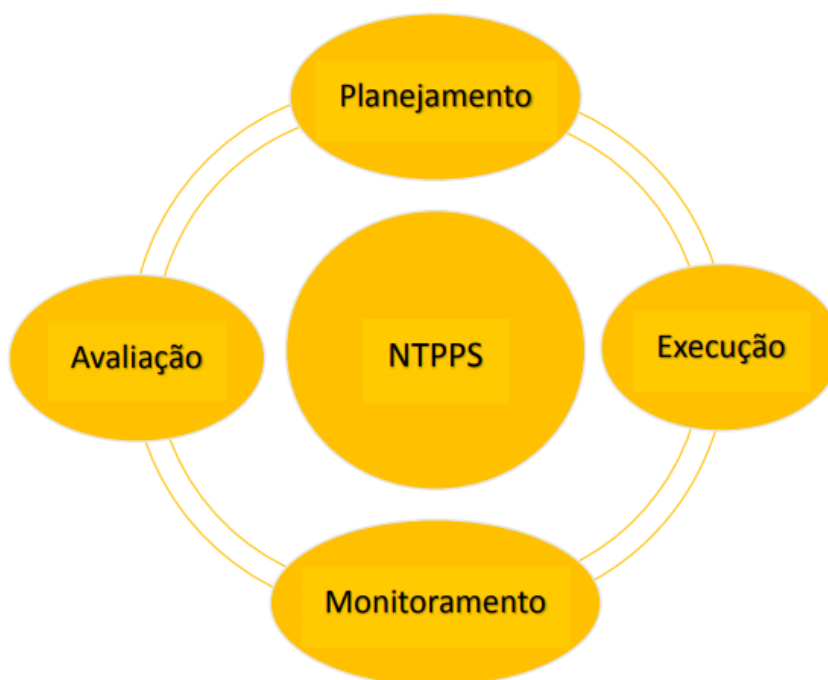 Planejamento
Avaliação
NTPPS
Execução
Monitoramento